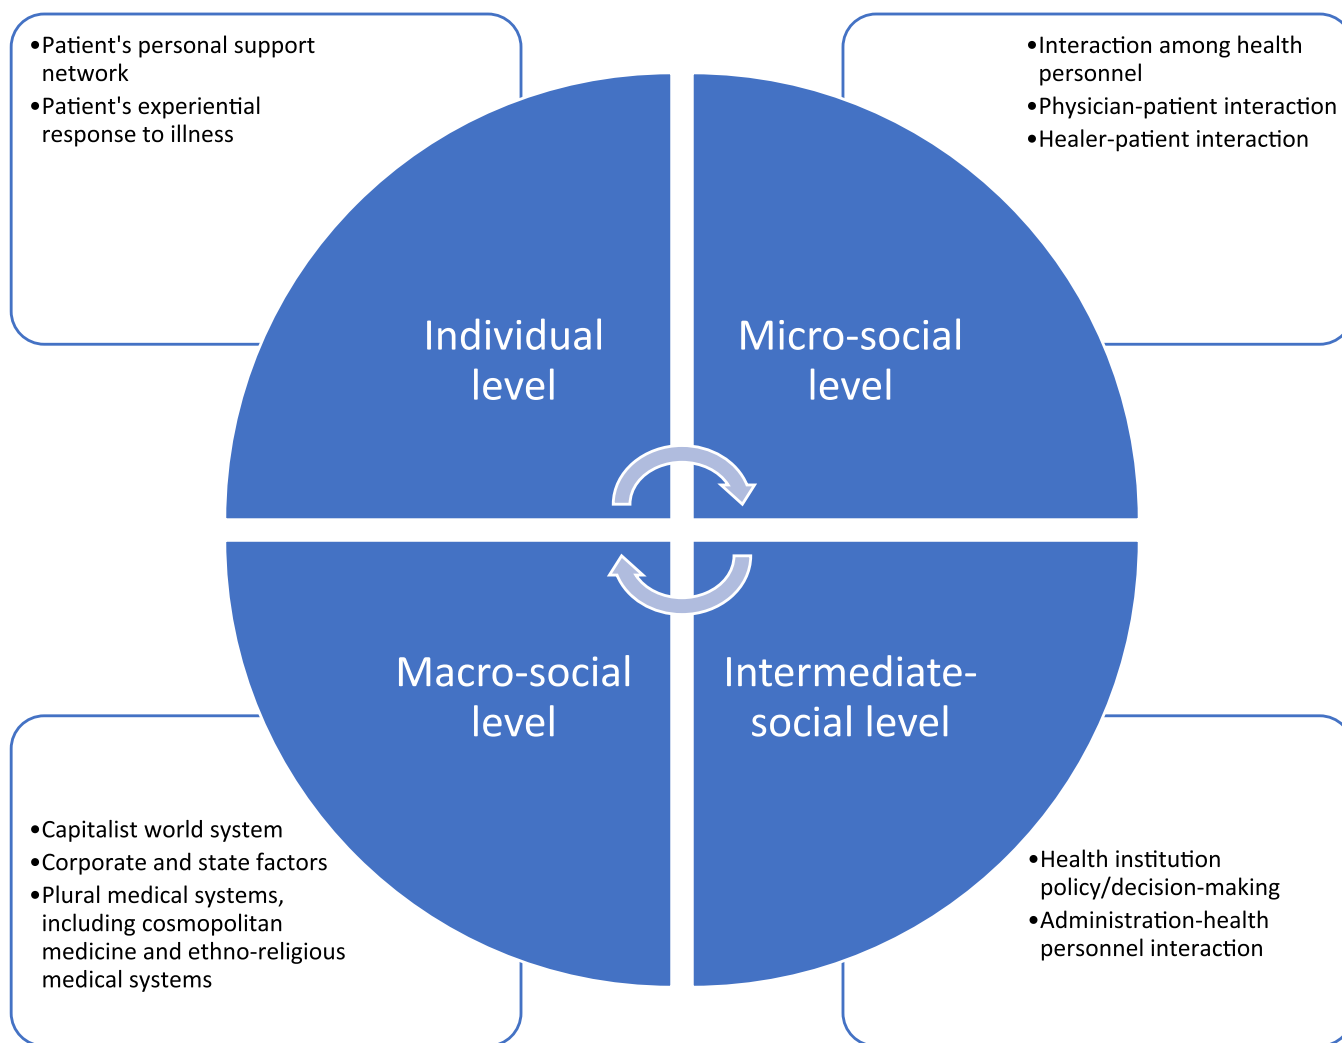 •Patient's personal support
network
•Patient's experiential
response to illness
•Interaction among health
personnel
•Physician-patient interaction
•Healer-patient interaction
Individual
level
Micro-social
level
Macro-social
level
Intermediate-
social level
•Capitalist world system
•Corporate and state factors
•Plural medical systems,
including cosmopolitan
medicine and ethno-religious
medical systems
•Health institution
policy/decision-making
•Administration-health
personnel interaction